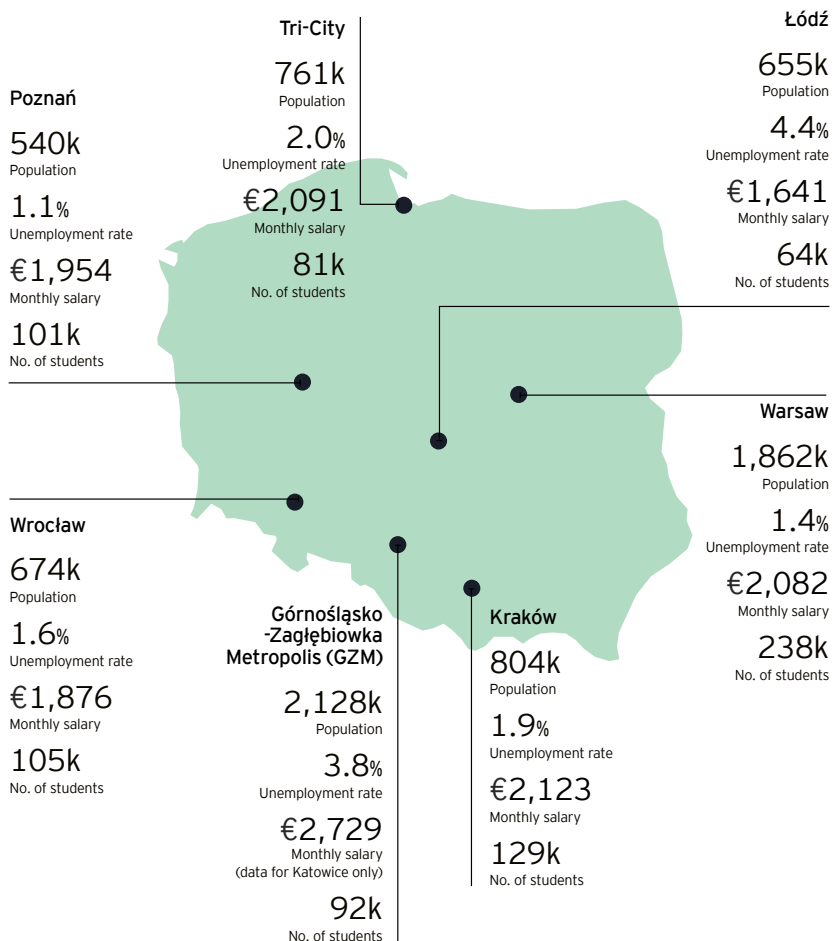 Tri-City
761k
Population
2.0%
Unemployment rate
€2,091
Monthly salary
81k
No. of students
Łódź
655k
Population
4.4%
Unemployment rate
€1,641
Monthly salary
64k
No. of students
Poznań
540k
Population
1.1%
Unemployment rate
€1,954
Monthly salary
101k
No. of students
Warsaw
1,862k
Population
1.4%
Unemployment rate
€2,082
Monthly salary
238k
No. of students
Wrocław
674k
Population
1.6%
Unemployment rate
€1,876
Monthly salary
105k
No. of students
Górnośląsko
-Zagłębiowka
Metropolis (GZM)
2,128k
Population
3.8%
Unemployment rate
€2,729
Monthly salary
(data for Katowice only)
92k
No. of students
Kraków
804k
Population
1.9%
Unemployment rate
€2,123
Monthly salary
129k
No. of students